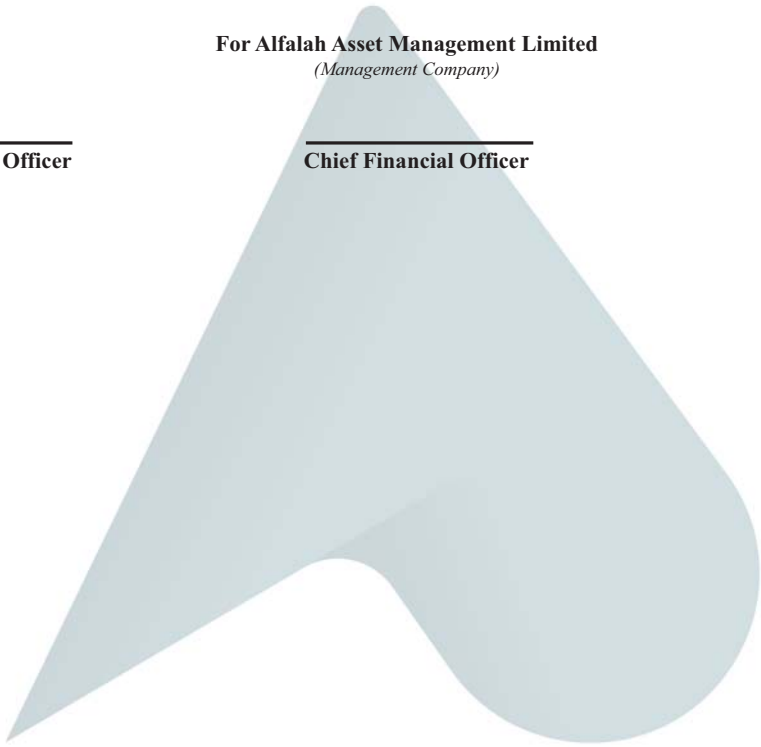 For Alfalah Asset Management Limited
(Management Company)
Officer
Chief Financial Officer